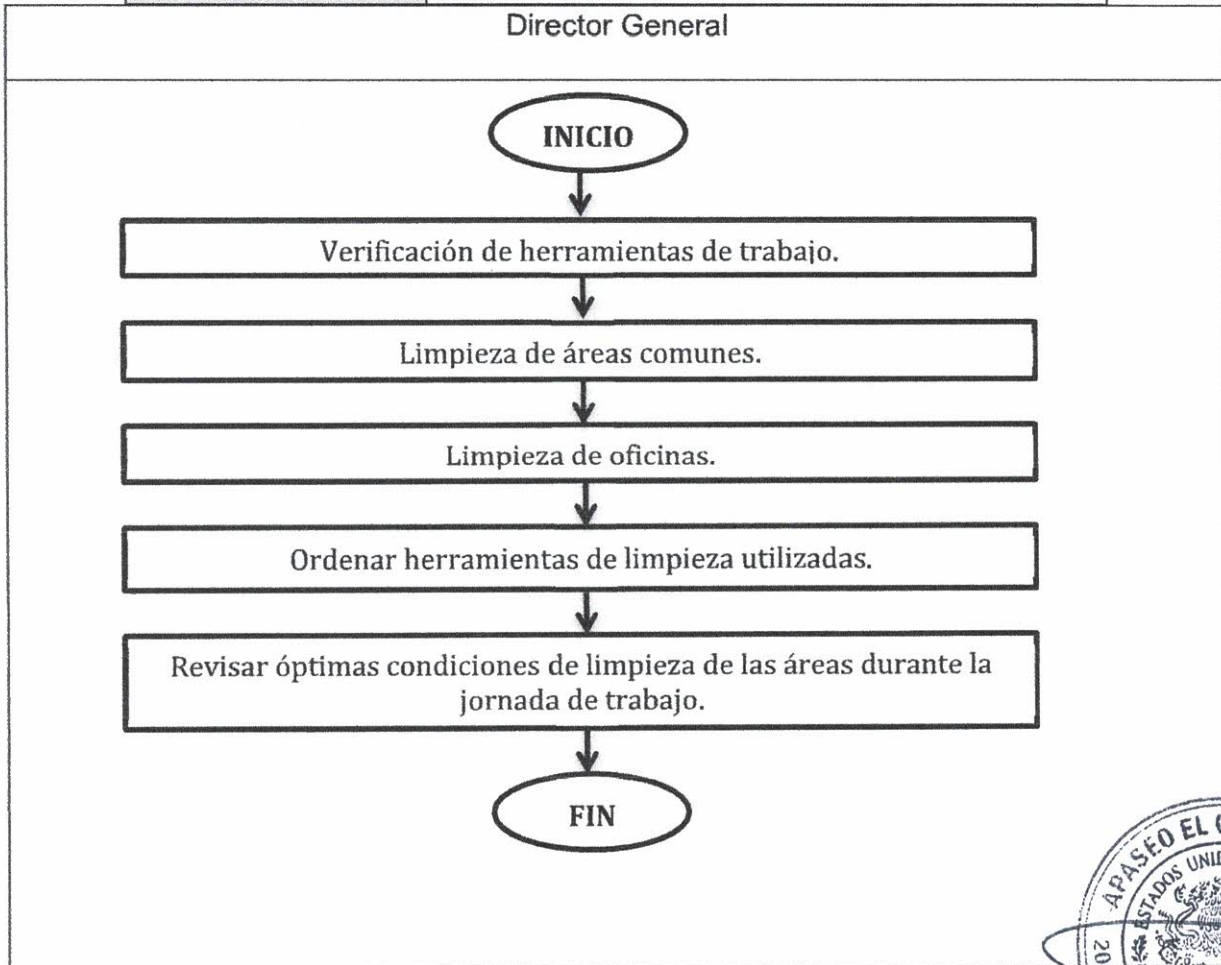 Director General
INICIO
Verificación de herramientas de trabajo.
Limpieza de áreas comunes.
Limpieza de oficinas.
Ordenar herramientas de limpieza utilizadas.
Revisar óptimas condiciones de limpieza de las áreas durante la
jornada de trabajo.
FIN
APASEO EL
ESTADOS
20